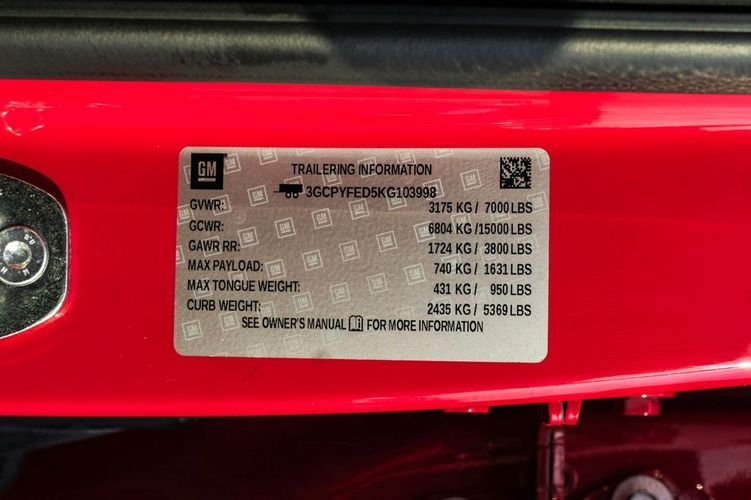 GM
TRAILERING INFORMATION
3GCPYFED5KG103998
GVWR: 3175 KG / 7000 LBS
GCWR: 6804 KG /15000 LBS
GAWR RR: 1724 KG / 3800 LBS
MAX PAYLOAD: 740 KG / 1631 LBS
MAX TONGUE WEIGHT: 431 KG / 950 LBS
CURB WEIGHT: 2435 KG / 5369 LBS
SEE OWNER'S MANUAL FOR MORE INFORMATION